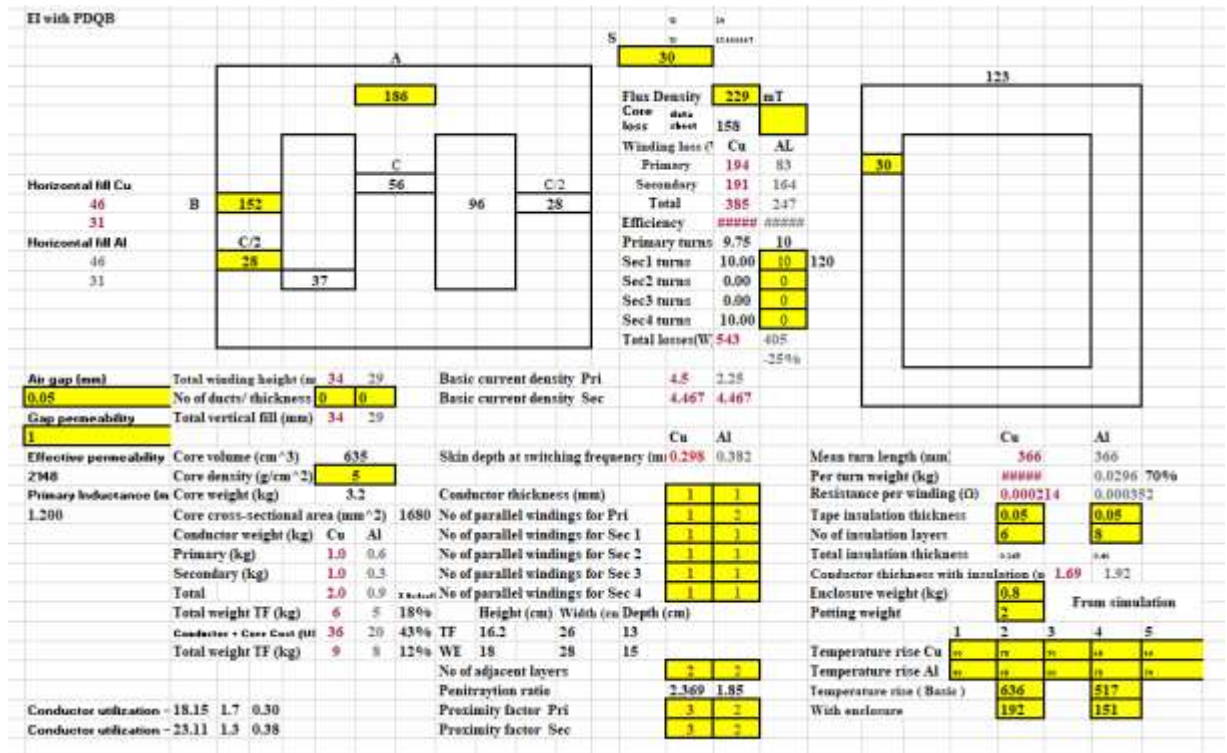 EI with PDQB
S
30
A
186
Flux Density 229 mT
Core loss data sheet 158
Winding loss ( Cu AL
Primary 194 83
Secondary 191 164
Total 385 247
Efficiency ##### #####
Primary turns 9.75 10
Sec1 turns 10.00 10 120
Sec2 turns 0.00 0
Sec3 turns 0.00 0
Sec4 turns 10.00 0
Total losses(W 543 405
-25%
C
56
C/2
96 28
Horizontal fill Cu
46
31
B 152
Horizontal fill Al
46
31
C/2
28
37
123
30
Air gap (mm)
0.05
Gap permeability
1
Effective permeability
2148
Primary Inductance (m
1.200
Total winding height (m 34 29
No of ducts/ thickness 0 0
Total vertical fill (mm) 34 29
Core volume (cm^3) 635
Core density (g/cm^2) 5
Core weight (kg) 3.2
Core cross-sectional area (mm^2) 1680
Conductor weight (kg) Cu Al
Primary (kg) 1.0 0.6
Secondary (kg) 1.0 0.3
Total 2.0 0.9
Total weight TF (kg) 6 5 18%
Conductor + Core Cost (U 36 20 43%
Total weight TF (kg) 9 8 12%
Basic current density Pri 4.5 2.25
Basic current density Sec 4.467 4.467
Cu Al
Skin depth at switching frequency (m 0.298 0.382
Conductor thickness (mm) 1 1
No of parallel windings for Pri 1 2
No of parallel windings for Sec 1 1 1
No of parallel windings for Sec 2 1 1
No of parallel windings for Sec 3 1 1
No of parallel windings for Sec 4 1 1
Height (cm) Width (cm Depth (cm)
TF 16.2 26 13
WE 18 28 15
No of adjacent layers 2 2
Penitraytion ratio 2.369 1.85
Proximity factor Pri 3 2
Proximity factor Sec 3 2
Conductor utilization - 18.15 1.7 0.30
Conductor utilization - 23.11 1.3 0.38
Cu Al
Mean turn length (mm) 366 366
Per turn weight (kg) ##### 0.0296 70%
Resistance per winding (Ω) 0.000214 0.000352
Tape insulation thickness 0.05 0.05
No of insulation layers 6 8
Total insulation thickness
Conductor thickness with insulation ( 1.69 1.92
Enclosure weight (kg) 0.8
Potting weight 2
From simulation
1 2 3 4 5
Temperature rise Cu
Temperature rise Al
Temperature rise ( Basic ) 636 517
With enclosure 192 151